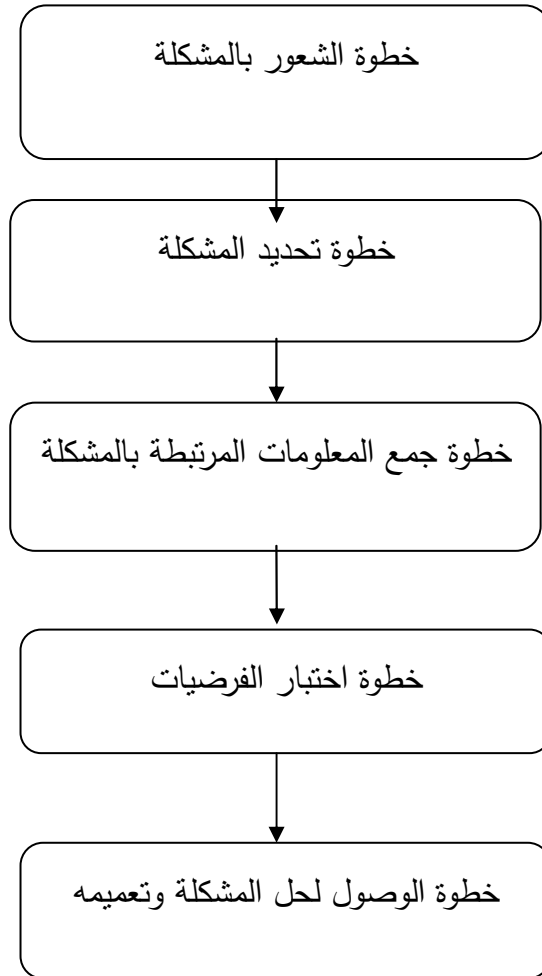 خطوة الشعور بالمشكلة
خطوة تحديد المشكلة
خطوة جمع المعلومات المرتبطة بالمشكلة
خطوة اختبار الفرضيات
خطوة الوصول لحل المشكلة وتعميمه